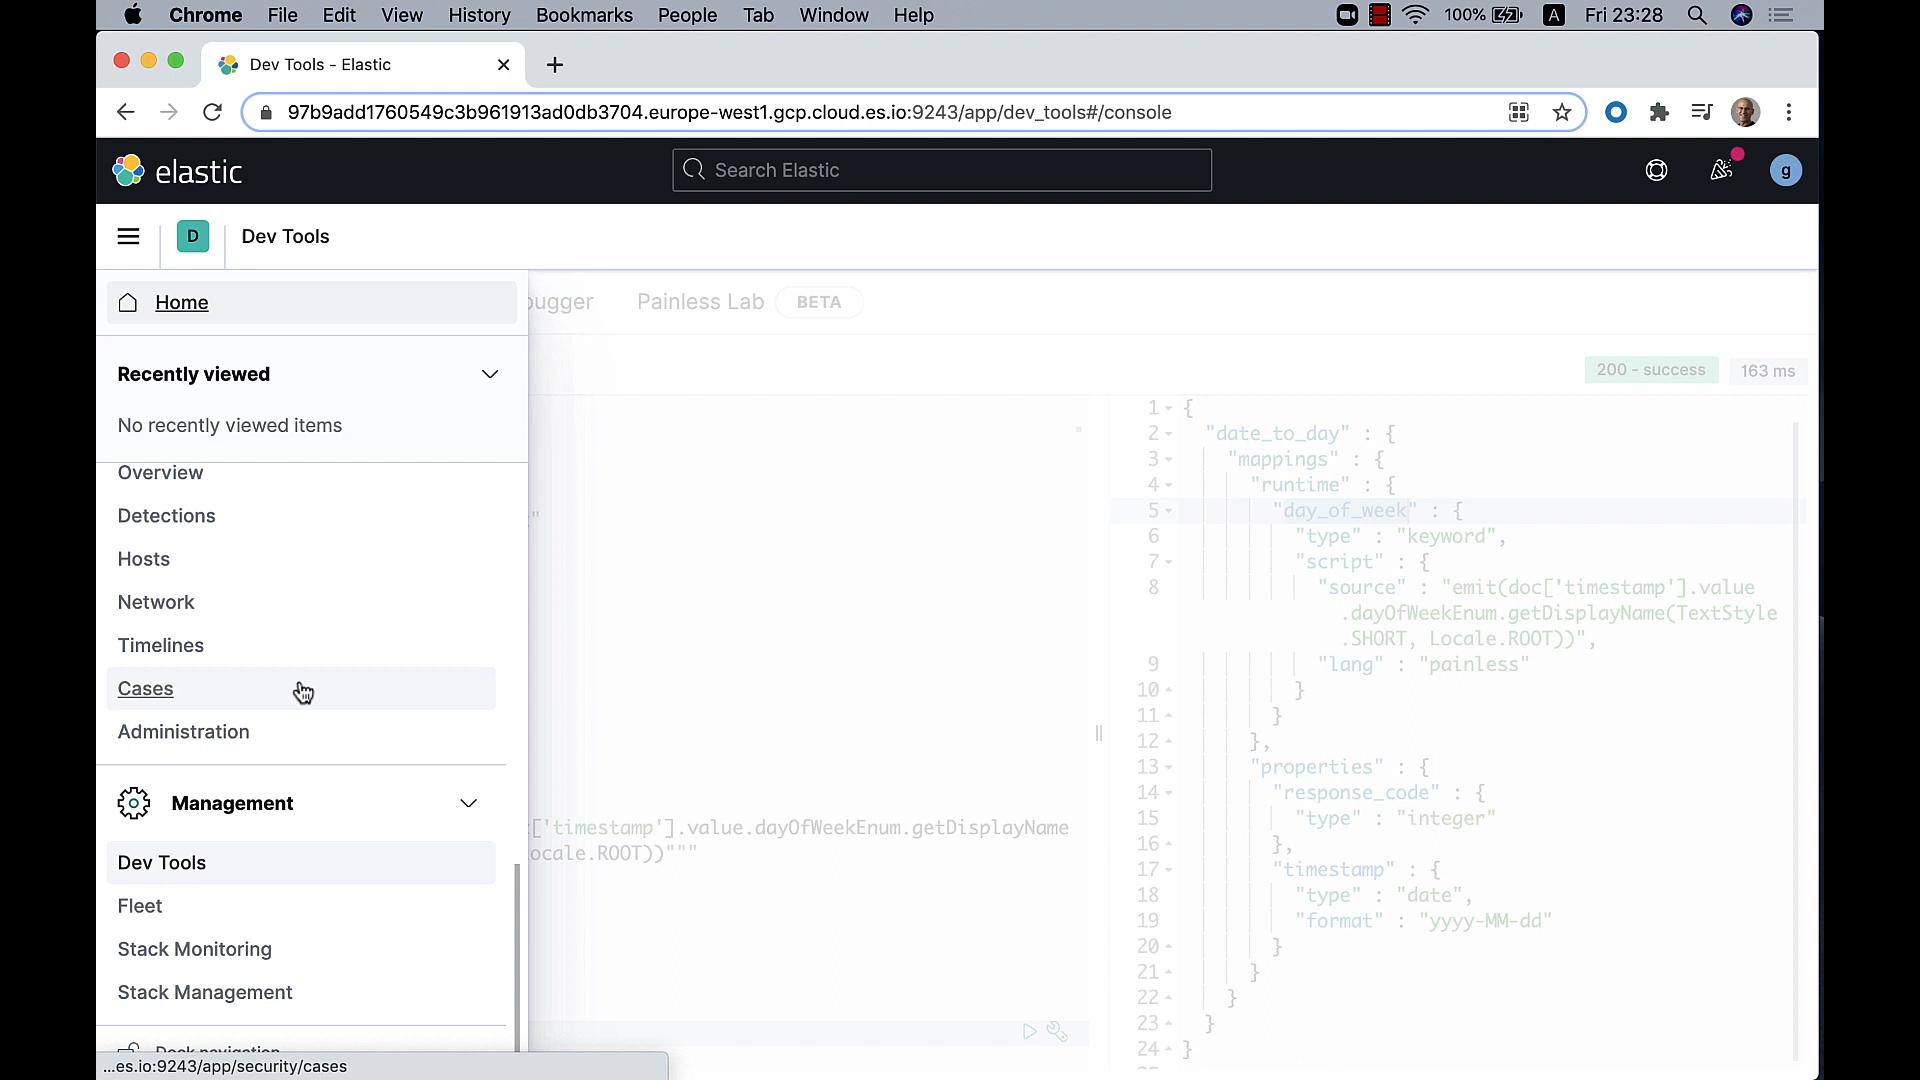 Chrome File Edit View History Bookmarks People Tab Window Help 100% A Fri 23:28
Dev Tools - Elastic
97b9add1760549c3b961913ad0db3704.europe-west1.gcp.cloud.es.io:9243/app/dev_tools#/console
elastic Search Elastic g
D Dev Tools
Home
bugger Painless Lab BETA
Recently viewed
200 - success 163 ms
No recently viewed items
Overview
Detections
Hosts
Network
Timelines
Cases
Administration
Management
Dev Tools
Fleet
Stack Monitoring
Stack Management
Dock navigation
...es.io:9243/app/security/cases
"
['timestamp'].value.dayOfWeekEnum.getDisplayName
ocale.ROOT))"""
1 {
2 "date_to_day" : {
3 "mappings" : {
4 "runtime" : {
5 "day_of_week" : {
6 "type" : "keyword",
7 "script" : {
8 "source" : "emit(doc['timestamp'].value
.dayOfWeekEnum.getDisplayName(TextStyle
.SHORT, Locale.ROOT))",
9 "lang" : "painless"
10 }
11 }
12 },
13 "properties" : {
14 "response_code" : {
15 "type" : "integer"
16 },
17 "timestamp" : {
18 "type" : "date",
19 "format" : "yyyy-MM-dd"
20 }
21 }
22 }
23 }
24 }